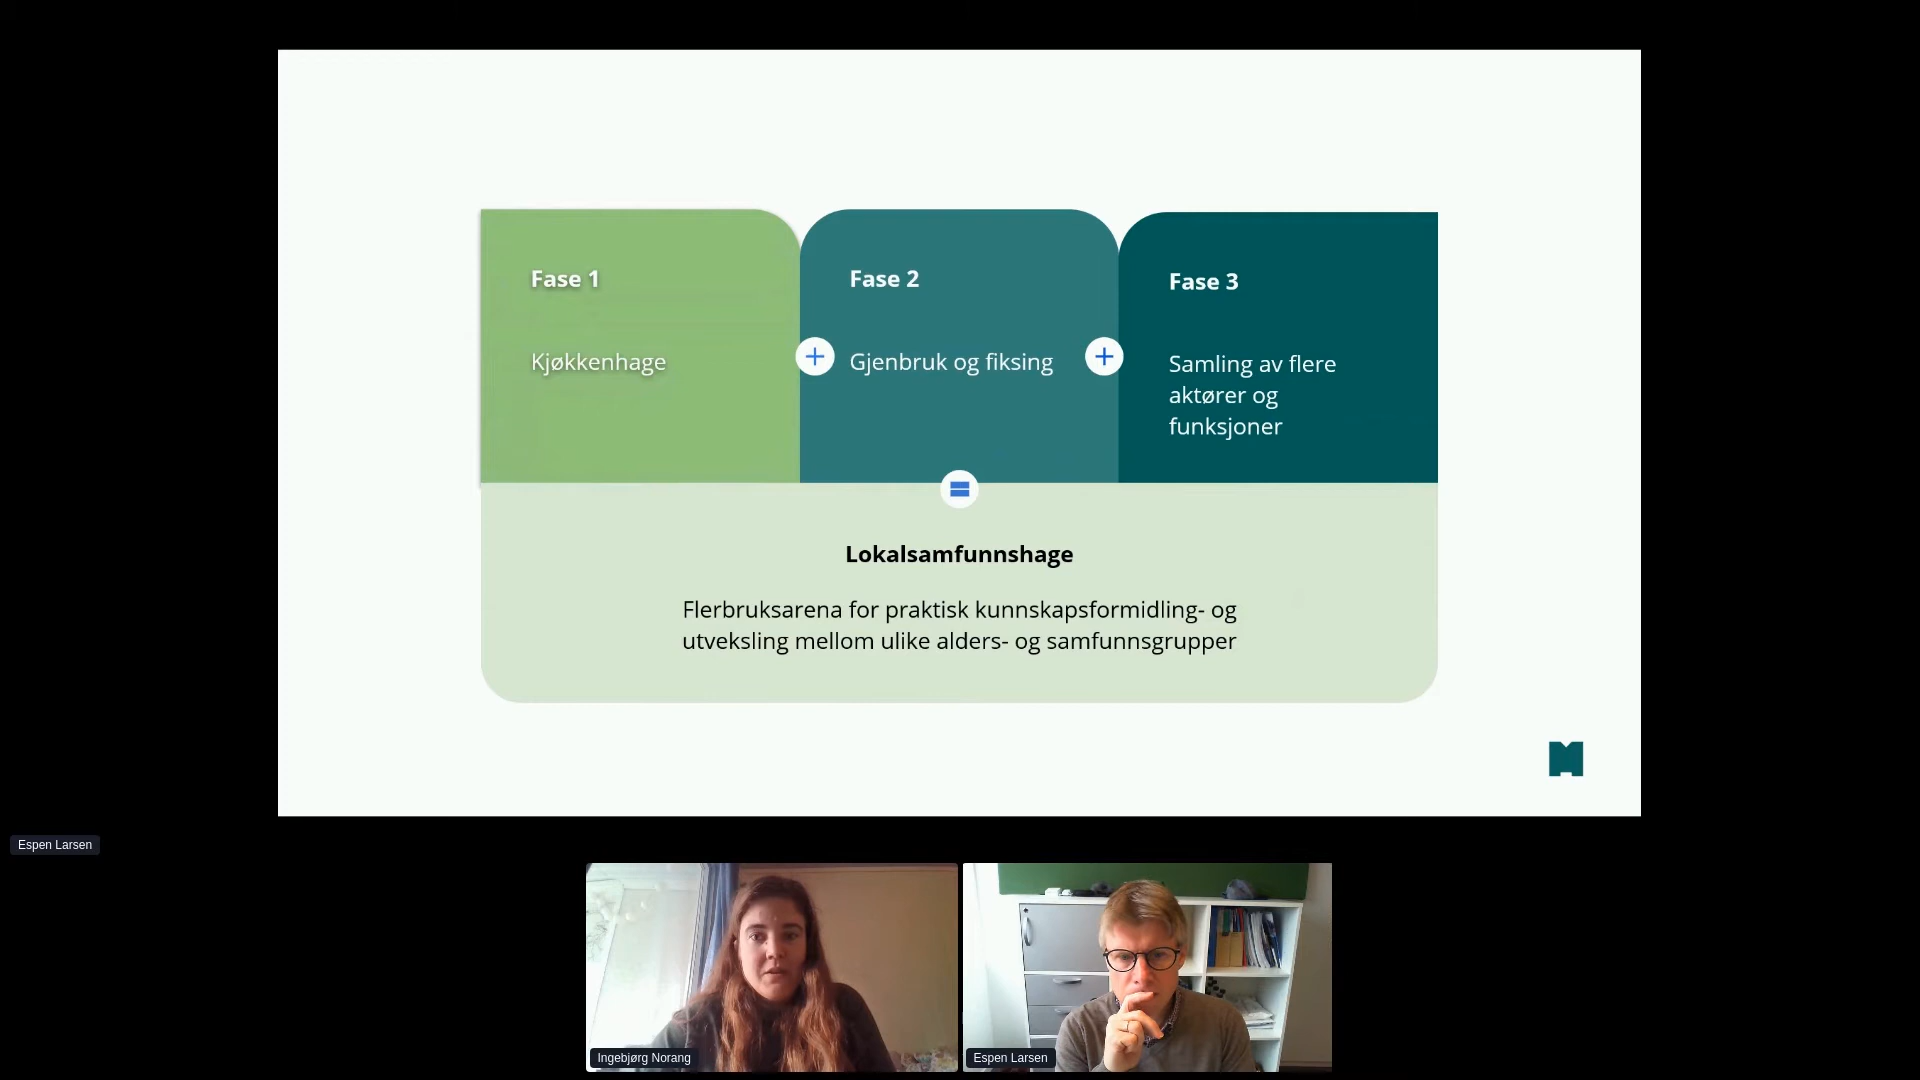 Fase 1
Kjøkkenhage
Fase 2
Gjenbruk og fiksing
Fase 3
Samling av flere
aktører og
funksjoner
Lokalsamfunnshage
Flerbruksarena for praktisk kunnskapsformidling- og
utveksling mellom ulike alders- og samfunnsgrupper
Espen Larsen
Ingebjørg Norang
Espen Larsen